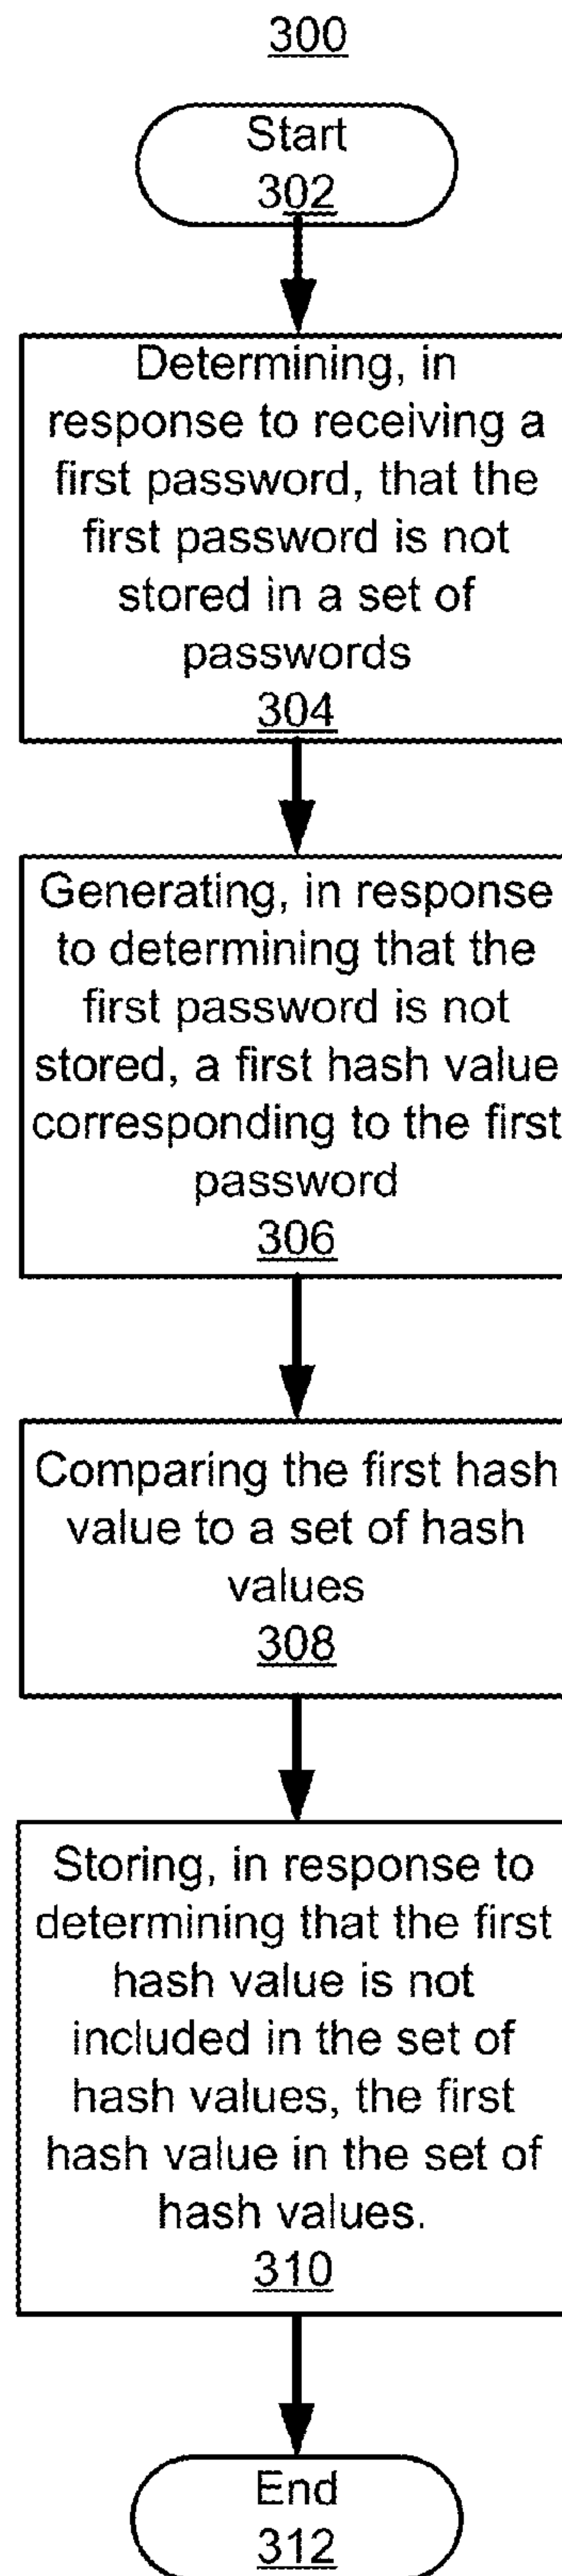 300
Start
302
Determining, in
response to receiving a
first password, that the
first password is not
stored in a set of
passwords
304
Generating, in response
to determining that the
first password is not
stored, a first hash value
corresponding to the first
password
306
Comparing the first hash
value to a set of hash
values
308
Storing, in response to
determining that the first
hash value is not
included in the set of
hash values, the first
hash value in the set of
hash values.
310
End
312